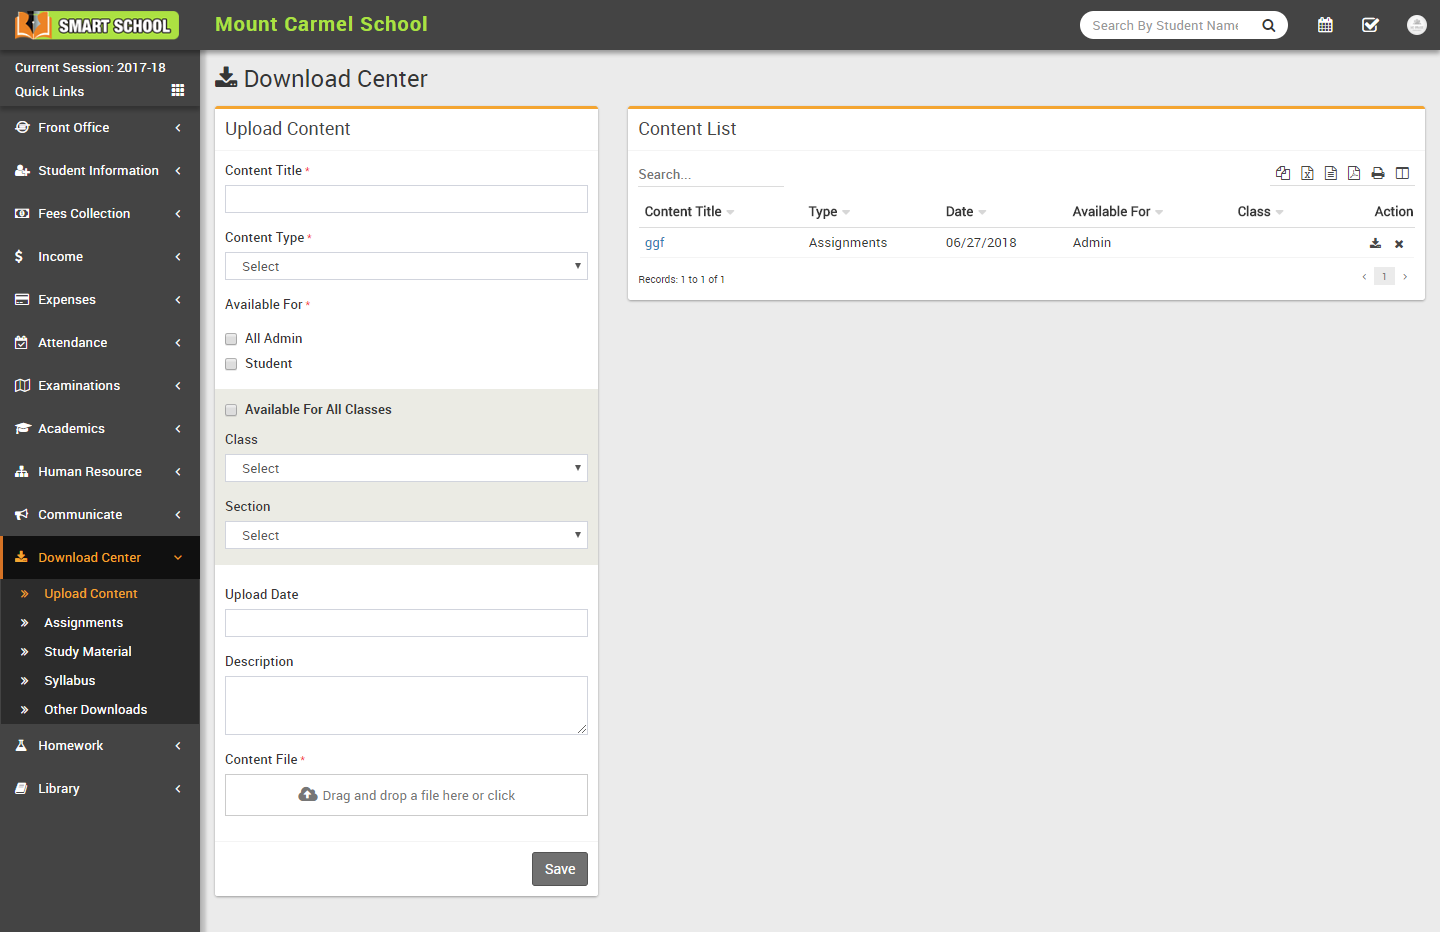 SMART SCHOOL
Mount Carmel School
Search By Student Name
Current Session: 2017-18
Quick Links
Front Office
Student Information
Fees Collection
Income
Expenses
Attendance
Examinations
Academics
Human Resource
Communicate
Download Center
Upload Content
Assignments
Study Material
Syllabus
Other Downloads
Homework
Library
Download Center
Upload Content
Content Title *
Content Type *
Select
Available For *
All Admin
Student
Available For All Classes
Class
Select
Section
Select
Upload Date
Description
Content File *
Drag and drop a file here or click
Save
Content List
Search...
Content Title Type Date Available For Class Action
ggf Assignments 06/27/2018 Admin
Records: 1 to 1 of 1
1